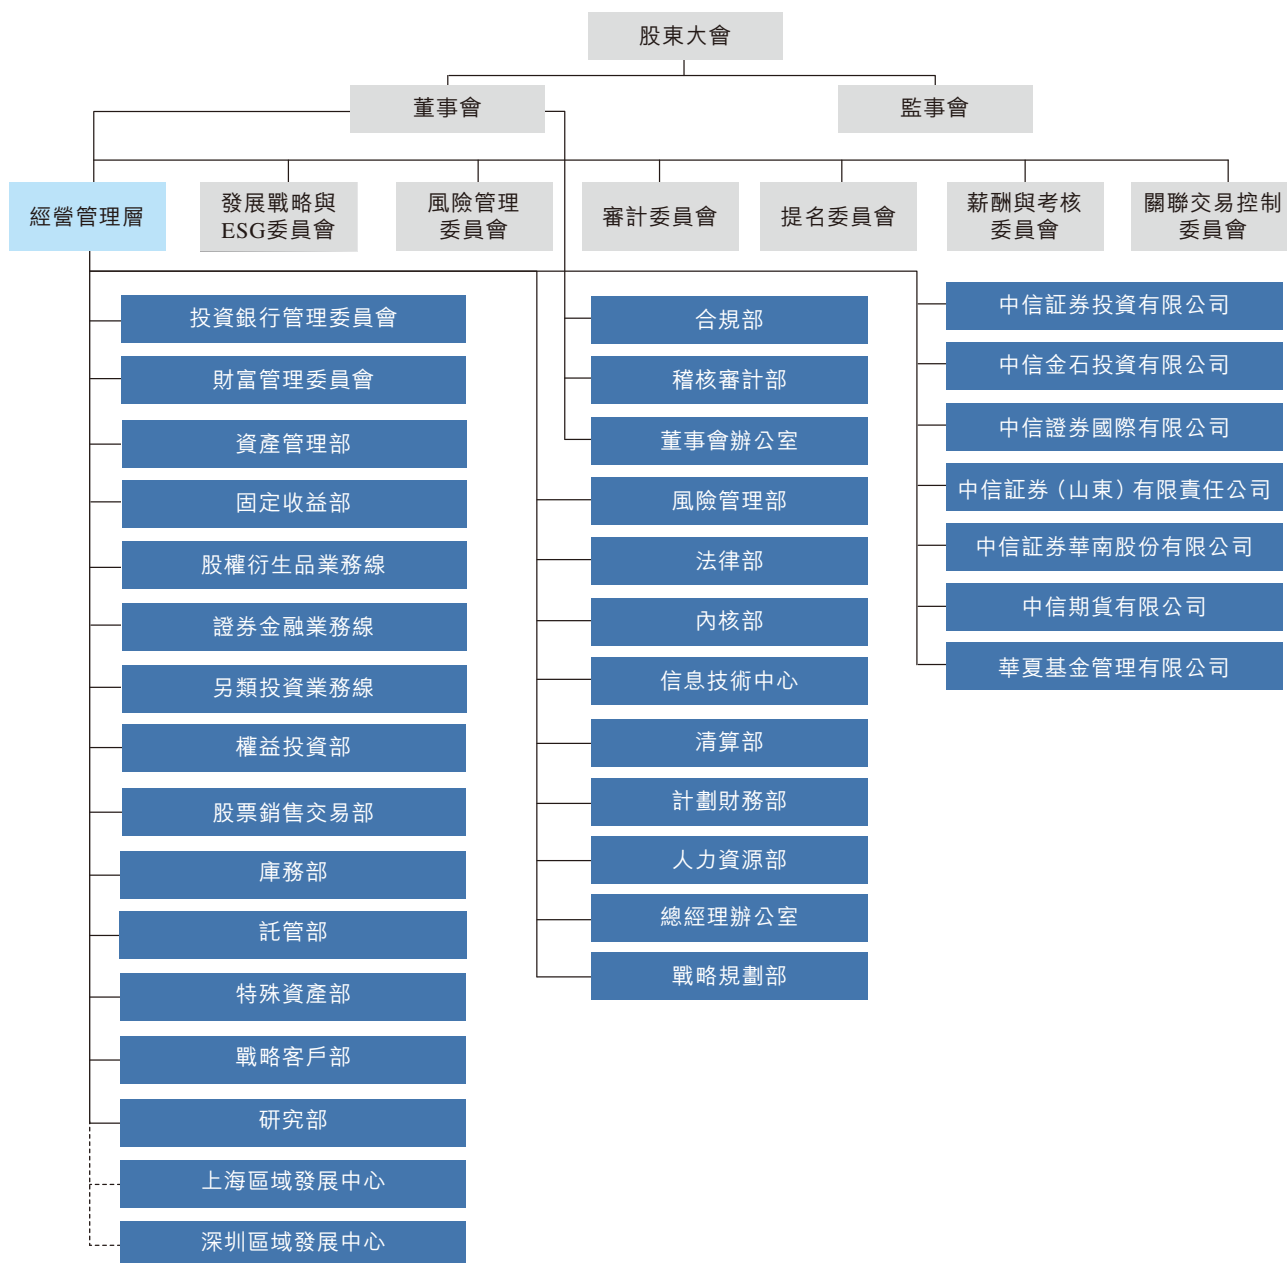 股東大會
董事會
監事會
經營管理層
發展戰略與
ESG委員會
風險管理
委員會
審計委員會
提名委員會
薪酬與考核
委員會
關聯交易控制
委員會
投資銀行管理委員會
財富管理委員會
資產管理部
固定收益部
股權衍生品業務線
證券金融業務線
另類投資業務線
權益投資部
股票銷售交易部
庫務部
託管部
特殊資產部
戰略客戶部
研究部
上海區域發展中心
深圳區域發展中心
合規部
稽核審計部
董事會辦公室
風險管理部
法律部
內核部
信息技術中心
清算部
計劃財務部
人力資源部
總經理辦公室
戰略規劃部
中信証券投資有限公司
中信金石投資有限公司
中信證券國際有限公司
中信証券（山東）有限責任公司
中信証券華南股份有限公司
中信期貨有限公司
華夏基金管理有限公司